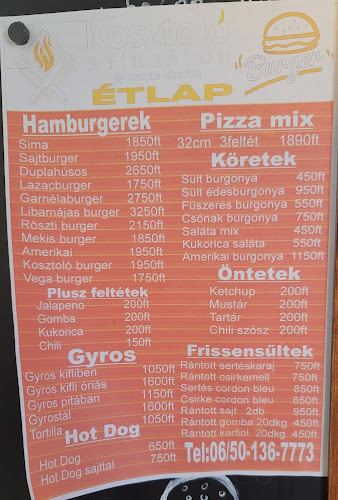 Kosztoló
Burger
ÉTLAP
Hamburgerek
Sima 1850ft
Sajtburger 1950ft
Duplahúsos 2650ft
Lazacburger 1750ft
Garnélaburger 2750ft
Libamájas burger 3250ft
Röszti burger 2150ft
Mekis burger 1850ft
Amerikai 1950ft
Kosztoló burger 1950ft
Vega burger 1750ft
Plusz feltétek
Jalapeno 200ft
Gomba 200ft
Kukorica 200ft
Chili 150ft
Gyros
Gyros kifliben 1050ft
Gyros kifli óriás 1600ft
Gyros pitában 1150ft
Gyrostál 1600ft
Tortilla 1050ft
Hot Dog
Hot Dog 650ft
Hot Dog sajttal 750ft
Pizza mix
32cm 3feltét 1890ft
Köretek
Sült burgonya 450ft
Sült édesburgonya 950ft
Fűszeres burgonya 550ft
Csónak burgonya 750ft
Saláta mix 450ft
Kukorica saláta 550ft
Amerikai burgonya 1150ft
Öntetek
Ketchup 200ft
Mustár 200ft
Tartár 200ft
Chili szósz 200ft
Frissensültek
Rántott sertéskaraj 750ft
Rántott csirkemell 750ft
Sertés cordon bleu 850ft
Csirke cordon bleu 850ft
Rántott sajt 2db 950ft
Rántott gomba 20dkg 450ft
Rántott karfiol 20dkg 450ft
Tel:06/50-136-7773